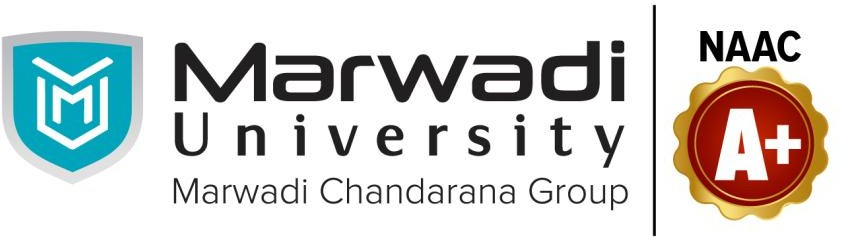 Marwadi
University
Marwadi Chandarana Group
NAAC
A+